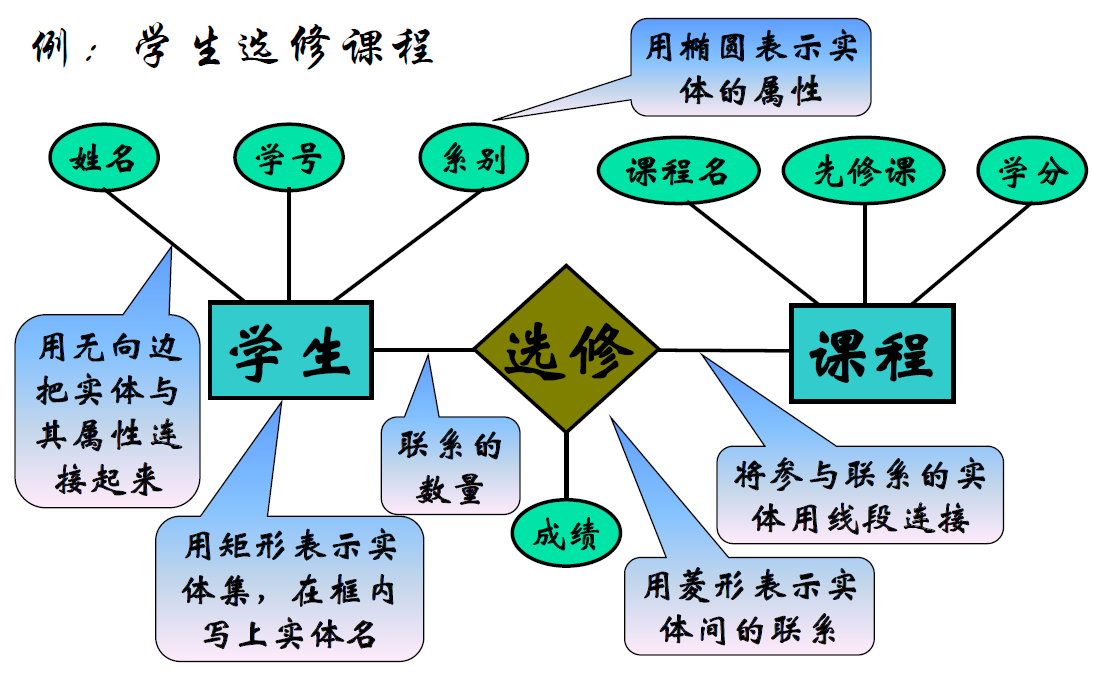 例：学生选修课程
用椭圆表示实
体的属性
姓名
学号
系别
课程名
先修课
学分
用无向边
把实体与
其属性连
接起来
学生
选修
课程
联系的
数量
将参与联系的实
体用线段连接
成绩
用矩形表示实
体集，在框内
写上实体名
用菱形表示实
体间的联系